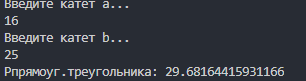 Введите катет a...
16
Введите катет b...
25
Pпрямоуг.треугольника: 29.68164415931166